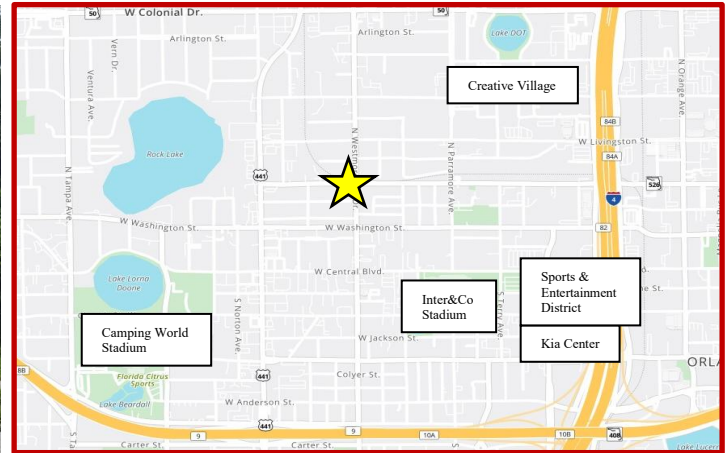 50
W Colonial Dr.
50
Lake DOT
Arlington St.
Arlington St.
Vern Dr.
Ventura Ave.
N Orange Ave.
Creative Village
84B
N Parramore Ave.
W Livingston St.
Rock Lake
84A
N Tampa Ave.
441
526
4
W Washington St.
W Washington St.
82
W Central Blvd.
Lake Lorna
Doone
Sports &
Entertainment
District
Inter&Co
Stadium
S Norton Ave.
S Terry Ave.
Camping World
Stadium
W Jackson St.
Kia Center
8B
Florida Citrus
Sports
441
Colyer St.
Lake Beardall
W Anderson St.
441
9
9
10A
10B
408
Carter St.
Carter St.
Lake Lucern